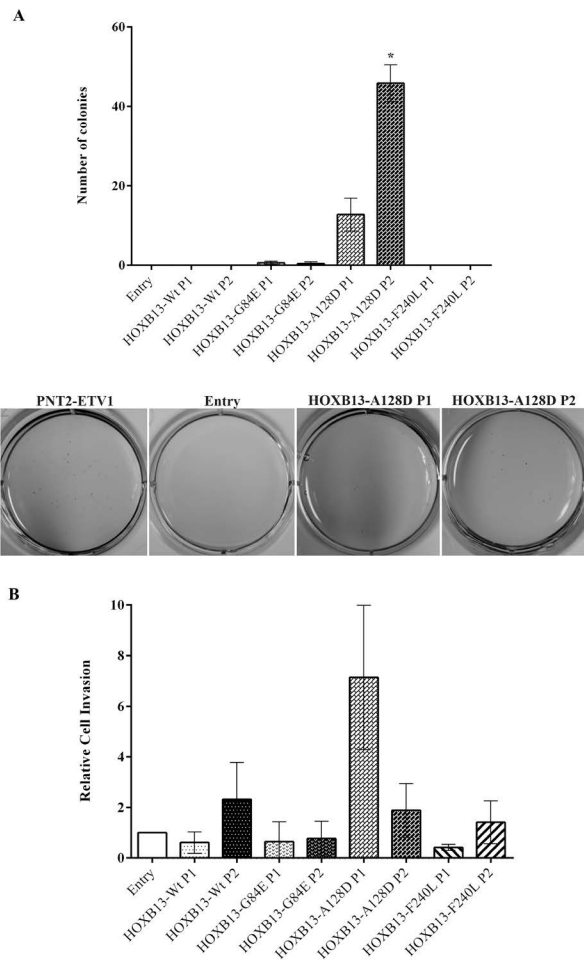 A
60
40
20
0
Number of colonies
*
Entry
HOXB13-Wt P1
HOXB13-Wt P2
HOXB13-G84E P1
HOXB13-G84E P2
HOXB13-A128D P1
HOXB13-A128D P2
HOXB13-F240L P1
HOXB13-F240L P2
PNT2-ETV1 Entry HOXB13-A128D P1 HOXB13-A128D P2
B
10
8
6
4
2
0
Relative Cell Invasion
Entry
HOXB13-Wt P1
HOXB13-Wt P2
HOXB13-G84E P1
HOXB13-G84E P2
HOXB13-A128D P1
HOXB13-A128D P2
HOXB13-F240L P1
HOXB13-F240L P2